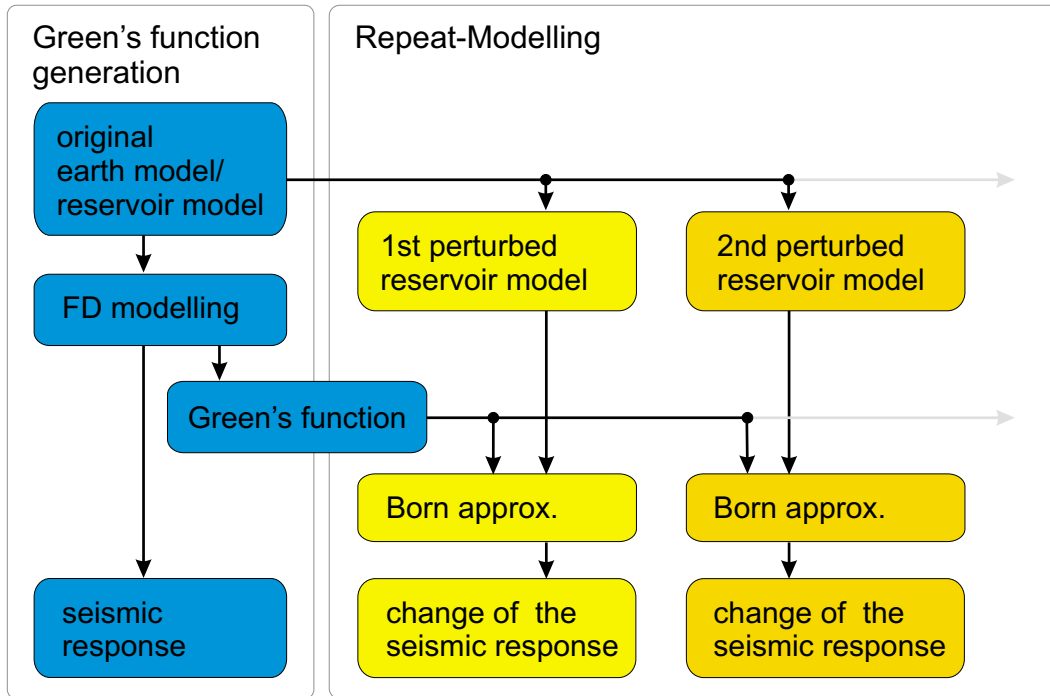 Green's function
generation
original
earth model/
reservoir model
FD modelling
Green's function
seismic
response
Repeat-Modelling
1st perturbed
reservoir model
2nd perturbed
reservoir model
Born approx.
Born approx.
change of the
seismic response
change of the
seismic response